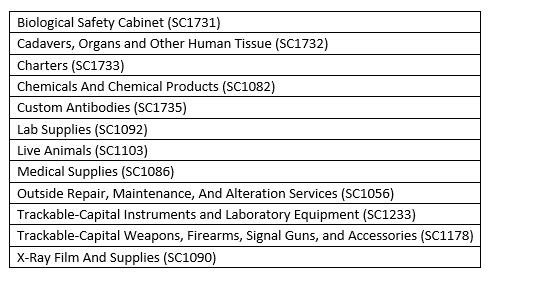 Biological Safety Cabinet (SC1731)
Cadavers, Organs and Other Human Tissue (SC1732)
Charters (SC1733)
Chemicals And Chemical Products (SC1082)
Custom Antibodies (SC1735)
Lab Supplies (SC1092)
Live Animals (SC1103)
Medical Supplies (SC1086)
Outside Repair, Maintenance, And Alteration Services (SC1056)
Trackable-Capital Instruments and Laboratory Equipment (SC1233)
Trackable-Capital Weapons, Firearms, Signal Guns, and Accessories (SC1178)
X-Ray Film And Supplies (SC1090)